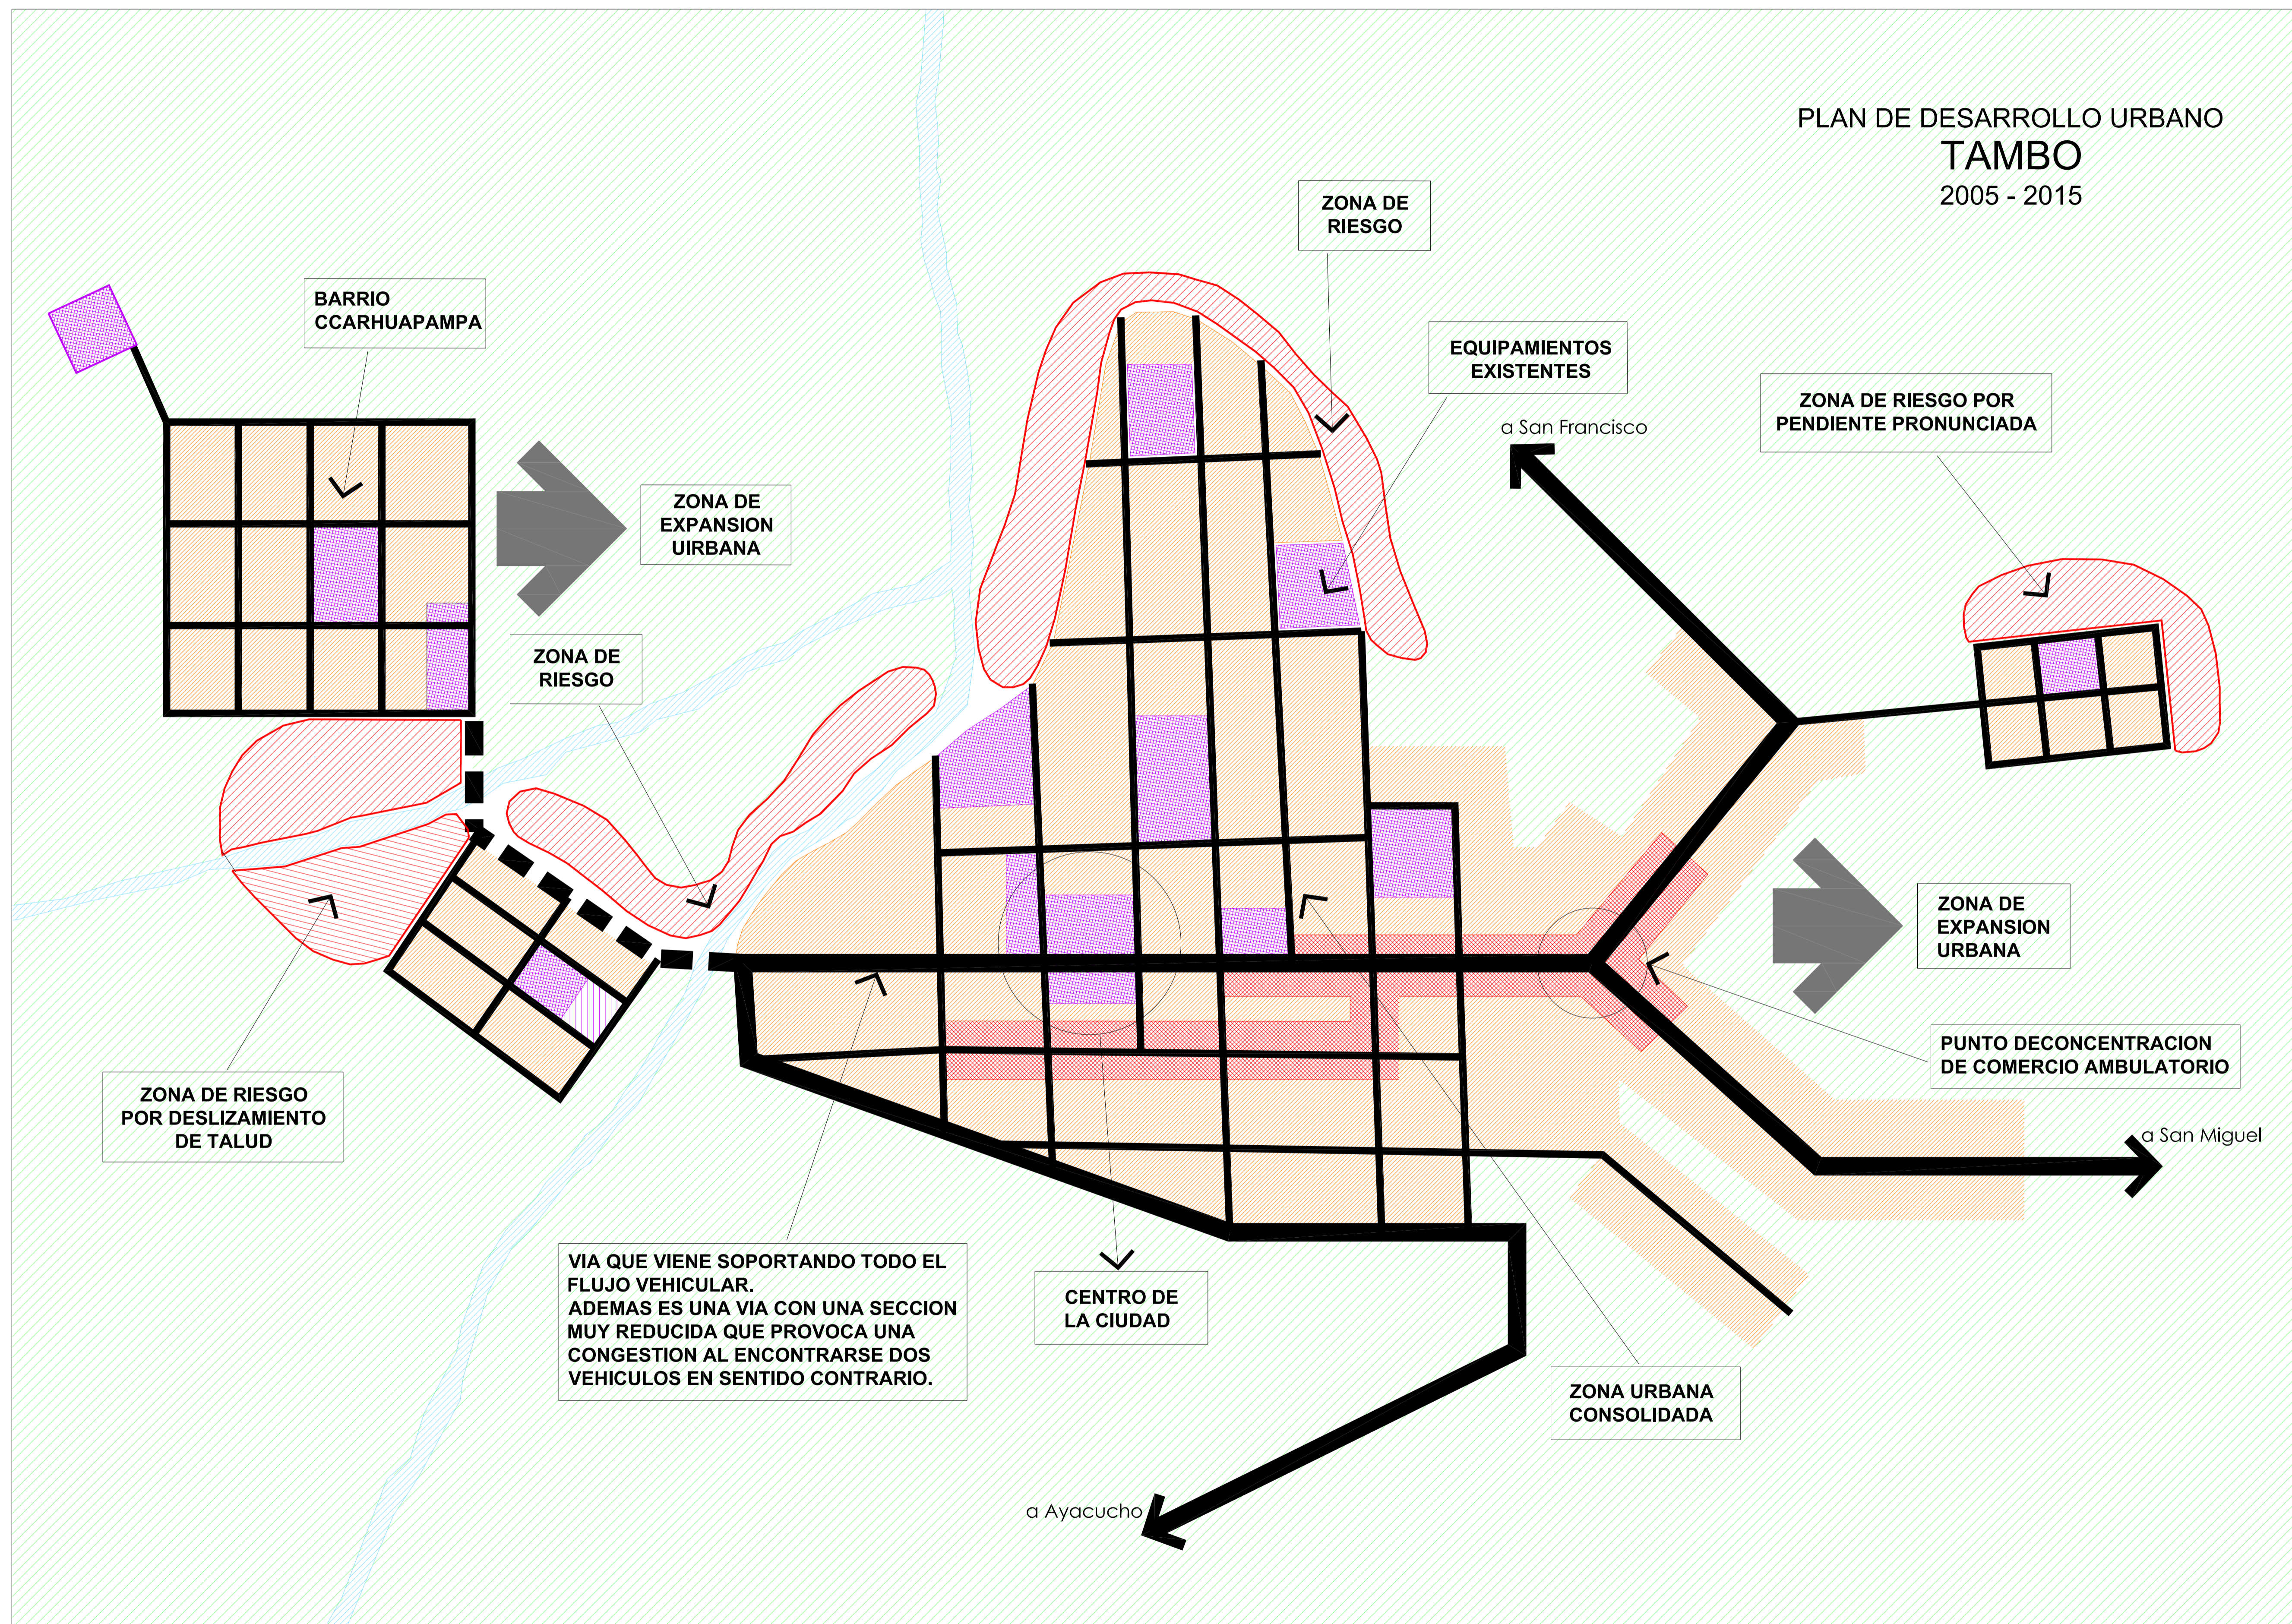 PLAN DE DESARROLLO URBANO
TAMBO
2005 - 2015
ZONA DE
RIESGO
BARRIO
CCARHUAPAMPA
EQUIPAMIENTOS
EXISTENTES
ZONA DE RIESGO POR
PENDIENTE PRONUNCIADA
a San Francisco
ZONA DE
EXPANSION
UIRBANA
ZONA DE
RIESGO
ZONA DE
EXPANSION
URBANA
PUNTO DECONCENTRACION
DE COMERCIO AMBULATORIO
ZONA DE RIESGO
POR DESLIZAMIENTO
DE TALUD
a San Miguel
VIA QUE VIENE SOPORTANDO TODO EL
FLUJO VEHICULAR.
ADEMAS ES UNA VIA CON UNA SECCION
MUY REDUCIDA QUE PROVOCA UNA
CONGESTION AL ENCONTRARSE DOS
VEHICULOS EN SENTIDO CONTRARIO.
CENTRO DE
LA CIUDAD
ZONA URBANA
CONSOLIDADA
a Ayacucho